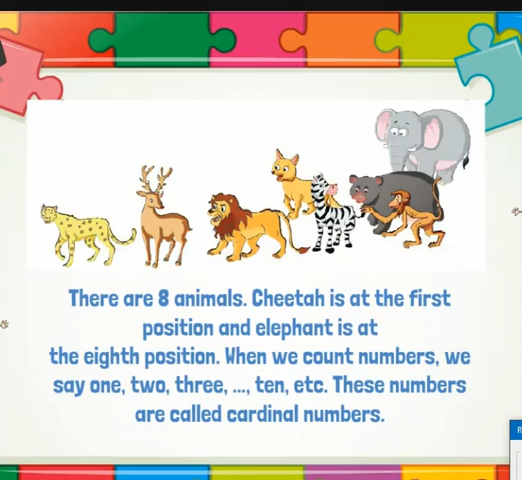 There are 8 animals. Cheetah is at the first
position and elephant is at
the eighth position. When we count numbers, we
say one, two, three, ..., ten, etc. These numbers
are called cardinal numbers.
R